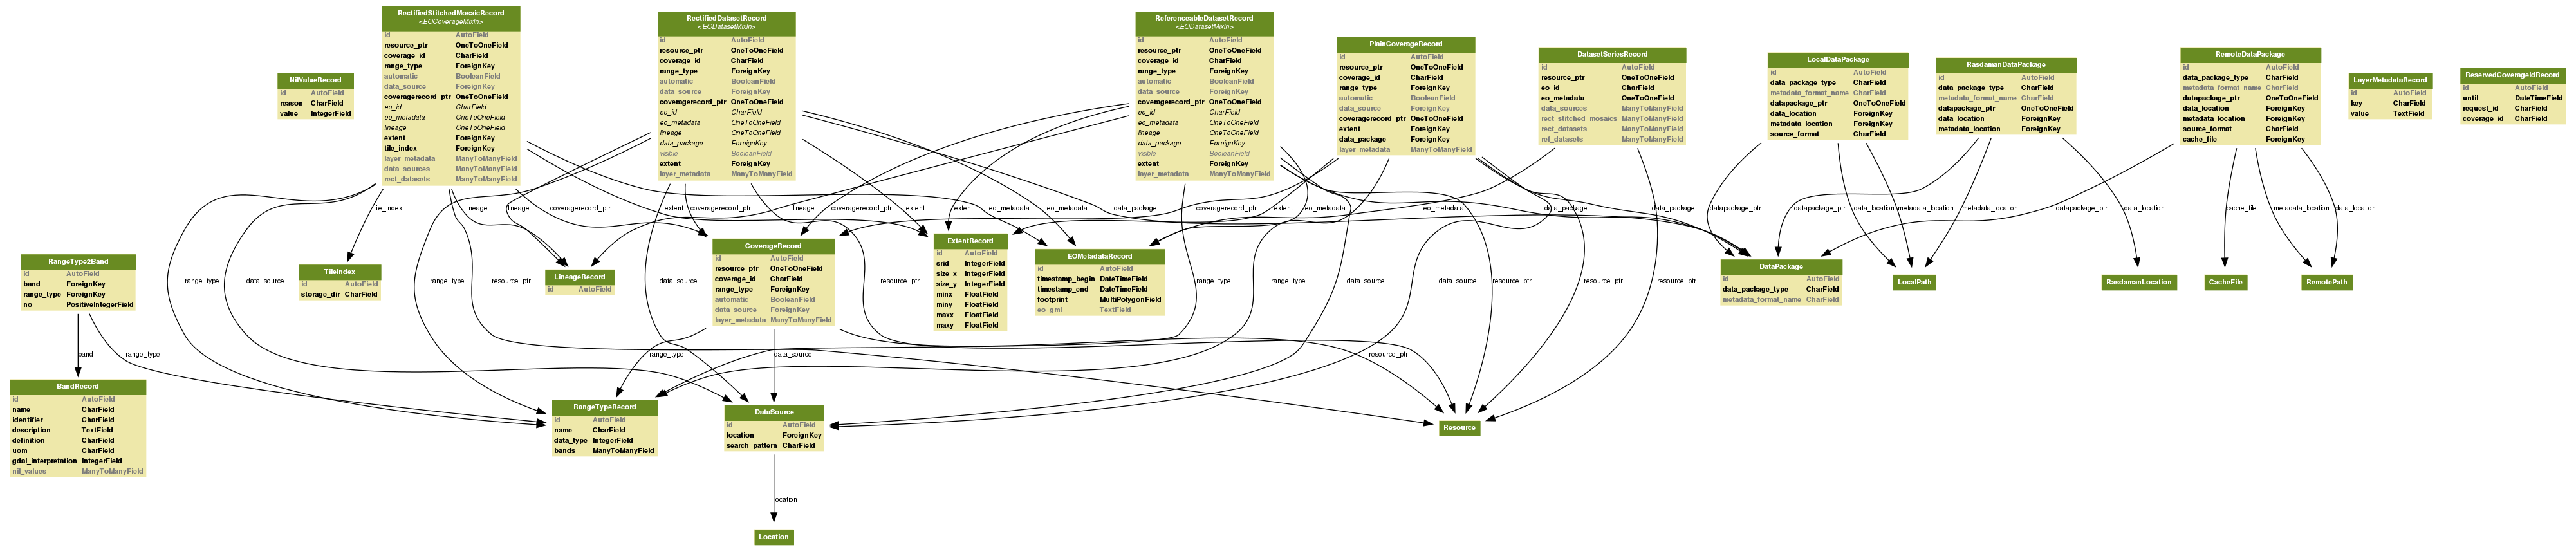 RectifiedStitchedMosaicRecord
<EOCoverageMixIn>
id AutoField
resource_ptr OneToOneField
coverage_id CharField
range_type ForeignKey
automatic BooleanField
data_source ForeignKey
coveragerecord_ptr OneToOneField
eo_id CharField
eo_metadata OneToOneField
lineage OneToOneField
extent ForeignKey
tile_index ForeignKey
layer_metadata ManyToManyField
data_sources ManyToManyField
rect_datasets ManyToManyField
RectifiedDatasetRecord
<EODatasetMixIn>
id AutoField
resource_ptr OneToOneField
coverage_id CharField
range_type ForeignKey
automatic BooleanField
data_source ForeignKey
coveragerecord_ptr OneToOneField
eo_id CharField
eo_metadata OneToOneField
lineage OneToOneField
data_package ForeignKey
visible BooleanField
extent ForeignKey
layer_metadata ManyToManyField
ReferenceableDatasetRecord
<EODatasetMixIn>
id AutoField
resource_ptr OneToOneField
coverage_id CharField
range_type ForeignKey
automatic BooleanField
data_source ForeignKey
coveragerecord_ptr OneToOneField
eo_id CharField
eo_metadata OneToOneField
lineage OneToOneField
data_package ForeignKey
visible BooleanField
extent ForeignKey
layer_metadata ManyToManyField
PlainCoverageRecord
id AutoField
resource_ptr OneToOneField
coverage_id CharField
range_type ForeignKey
automatic BooleanField
data_source ForeignKey
coveragerecord_ptr OneToOneField
extent ForeignKey
data_package ForeignKey
layer_metadata ManyToManyField
DatasetSeriesRecord
id AutoField
resource_ptr OneToOneField
eo_id CharField
eo_metadata OneToOneField
data_sources ManyToManyField
rect_stitched_mosaics ManyToManyField
rect_datasets ManyToManyField
ref_datasets ManyToManyField
LocalDataPackage
id AutoField
data_package_type CharField
metadata_format_name CharField
datapackage_ptr OneToOneField
data_location ForeignKey
metadata_location ForeignKey
source_format CharField
RasdamanDataPackage
id AutoField
data_package_type CharField
metadata_format_name CharField
datapackage_ptr OneToOneField
data_location ForeignKey
metadata_location ForeignKey
RemoteDataPackage
id AutoField
data_package_type CharField
metadata_format_name CharField
datapackage_ptr OneToOneField
data_location ForeignKey
metadata_location ForeignKey
source_format CharField
cache_file ForeignKey
NilValueRecord
id AutoField
reason CharField
value IntegerField
LayerMetadataRecord
id AutoField
key CharField
value TextField
ReservedCoverageIdRecord
id AutoField
until DateTimeField
request_id CharField
coverage_id CharField
tile_index
lineage
coveragerecord_ptr
lineage
extent
coveragerecord_ptr
lineage
coveragerecord_ptr
extent
extent
eo_metadata
eo_metadata
data_package
coveragerecord_ptr
extent
eo_metadata
eo_metadata
data_package
data_package
datapackage_ptr
data_location
metadata_location
datapackage_ptr
metadata_location
data_location
datapackage_ptr
cache_file
metadata_location
data_location
RangeType2Band
id AutoField
band ForeignKey
range_type ForeignKey
no PositiveIntegerField
TileIndex
id AutoField
storage_dir CharField
LineageRecord
id AutoField
CoverageRecord
id AutoField
resource_ptr OneToOneField
coverage_id CharField
range_type ForeignKey
automatic BooleanField
data_source ForeignKey
layer_metadata ManyToManyField
ExtentRecord
id AutoField
srid IntegerField
size_x IntegerField
size_y IntegerField
minx FloatField
miny FloatField
maxx FloatField
maxy FloatField
EOMetadataRecord
id AutoField
timestamp_begin DateTimeField
timestamp_end DateTimeField
footprint MultiPolygonField
eo_gml TextField
DataPackage
id AutoField
data_package_type CharField
metadata_format_name CharField
LocalPath
RasdamanLocation
CacheFile
RemotePath
range_type
data_source
range_type
resource_ptr
data_source
resource_ptr
range_type
range_type
data_source
data_source
resource_ptr
resource_ptr
resource_ptr
band
range_type
range_type
data_source
resource_ptr
BandRecord
id AutoField
name CharField
identifier CharField
description TextField
definition CharField
uom CharField
gdal_interpretation IntegerField
nil_values ManyToManyField
RangeTypeRecord
id AutoField
name CharField
data_type IntegerField
bands ManyToManyField
DataSource
id AutoField
location ForeignKey
search_pattern CharField
Resource
location
Location